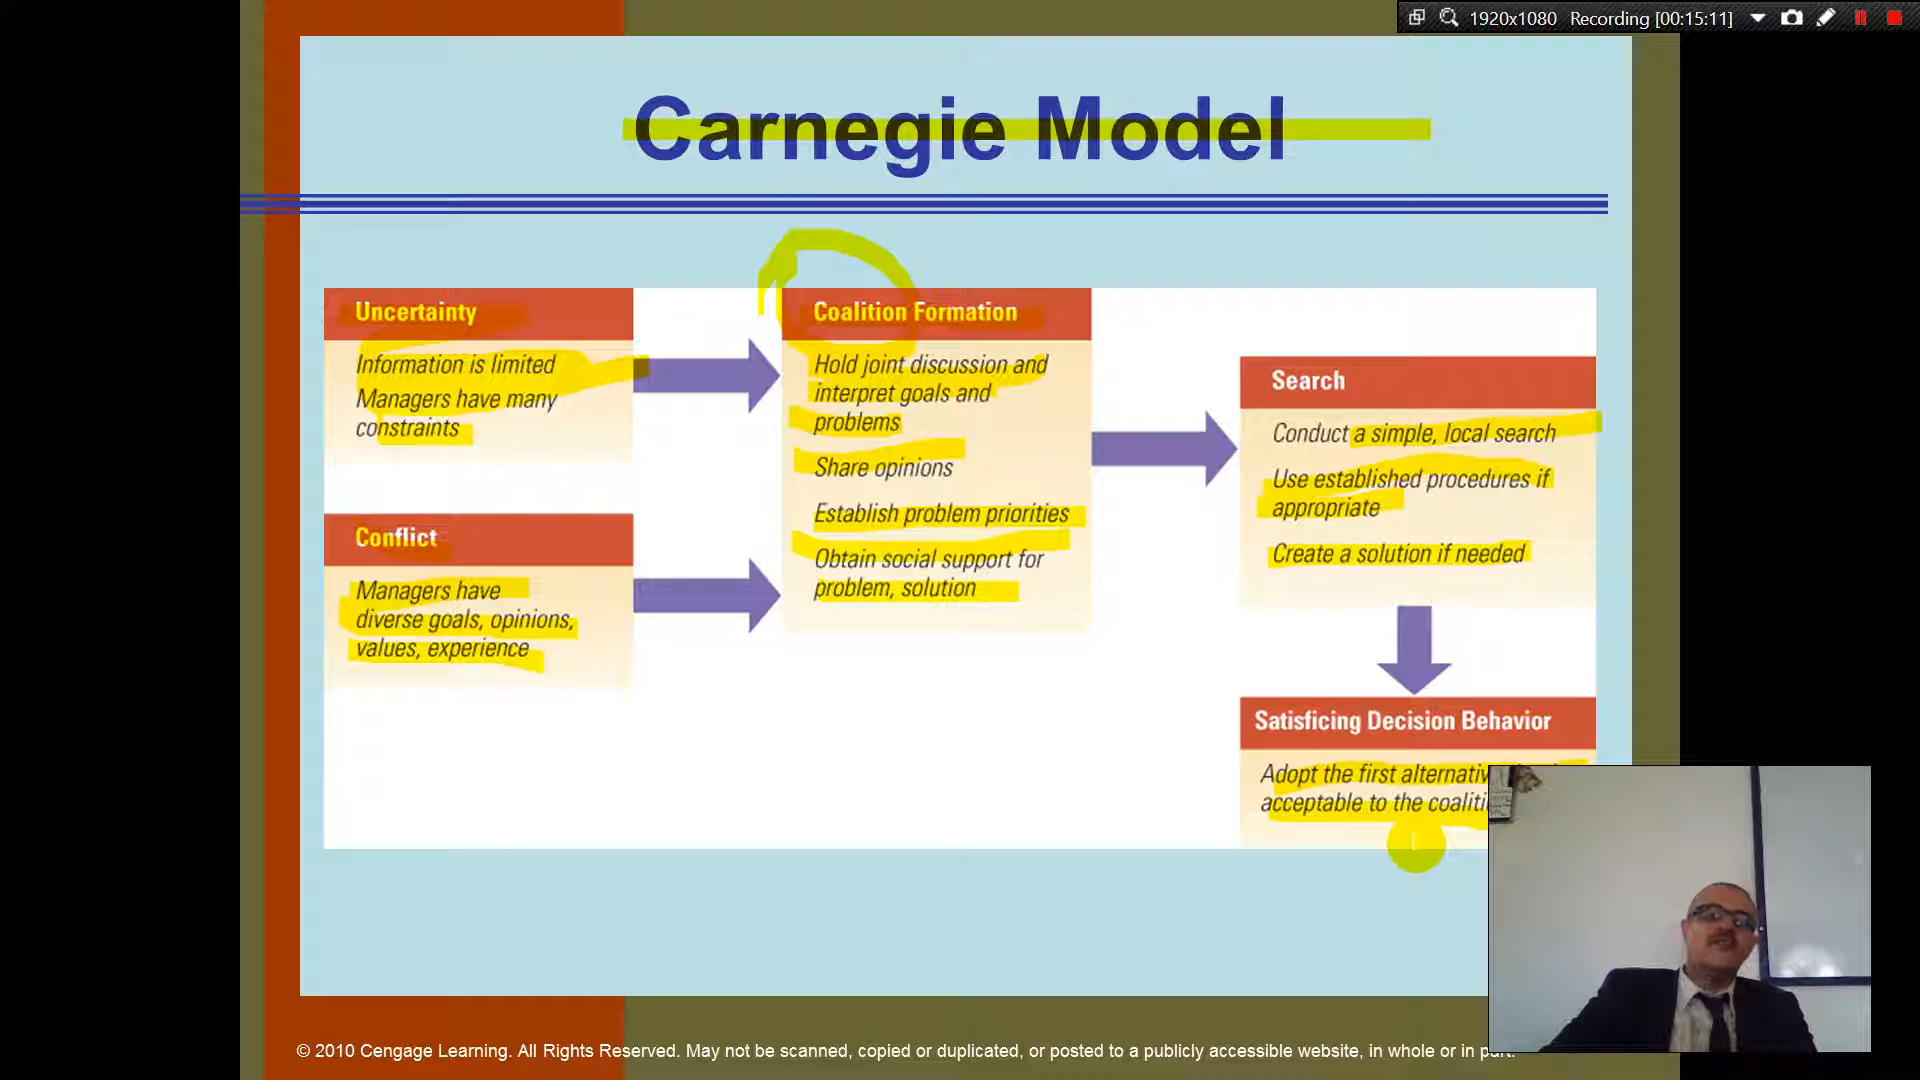 1920x1080 Recording [00:15:11]
Carnegie Model
Uncertainty
Information is limited
Managers have many
constraints
Conflict
Managers have
diverse goals, opinions,
values, experience
Coalition Formation
Hold joint discussion and
interpret goals and
problems
Share opinions
Establish problem priorities
Obtain social support for
problem, solution
Search
Conduct a simple, local search
Use established procedures if
appropriate
Create a solution if needed
Satisficing Decision Behavior
Adopt the first alternativ
acceptable to the coaliti
© 2010 Cengage Learning. All Rights Reserved. May not be scanned, copied or duplicated, or posted to a publicly accessible website, in whole or in part.